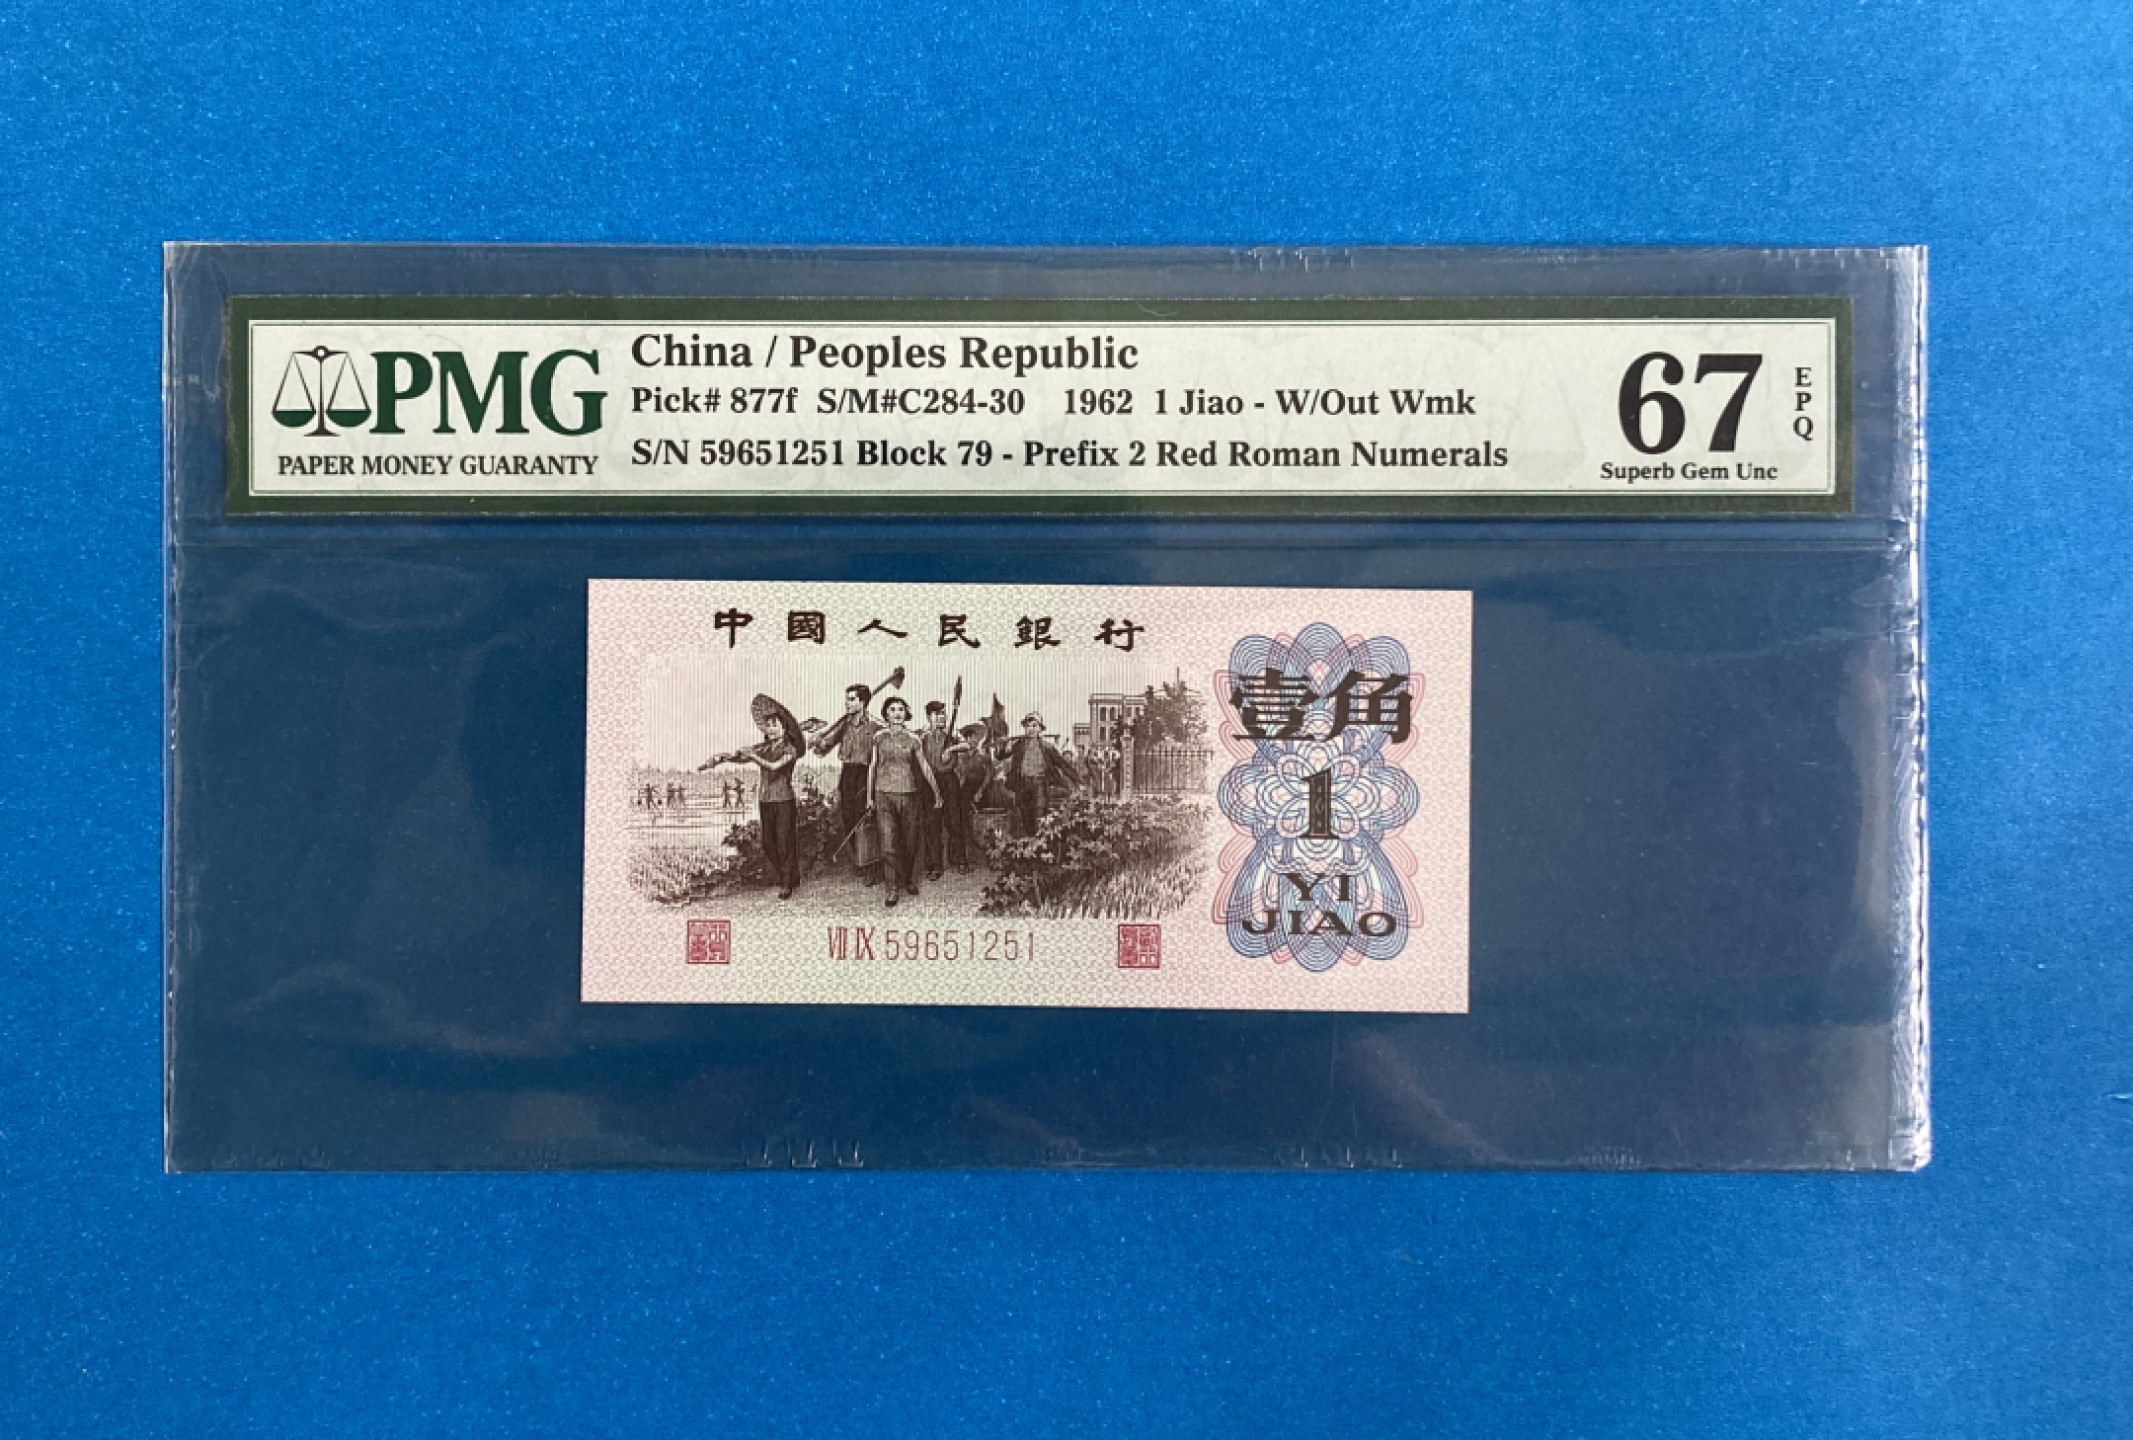 PMG
PAPER MONEY GUARANTY
China / Peoples Republic
Pick# 877f S/M#C284-30 1962 1 Jiao - W/Out Wmk
S/N 59651251 Block 79 - Prefix 2 Red Roman Numerals
67
EPQ
Superb Gem Unc
中國人民銀行
壹角
1
YI
JIAO
VII IX 59651251